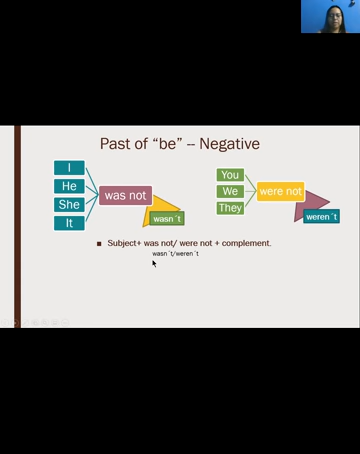 Past of “be” -- Negative
I
He
She
It
was not
wasn´t
You
We
They
were not
weren´t
Subject+ was not/ were not + complement.
wasn´t/weren´t